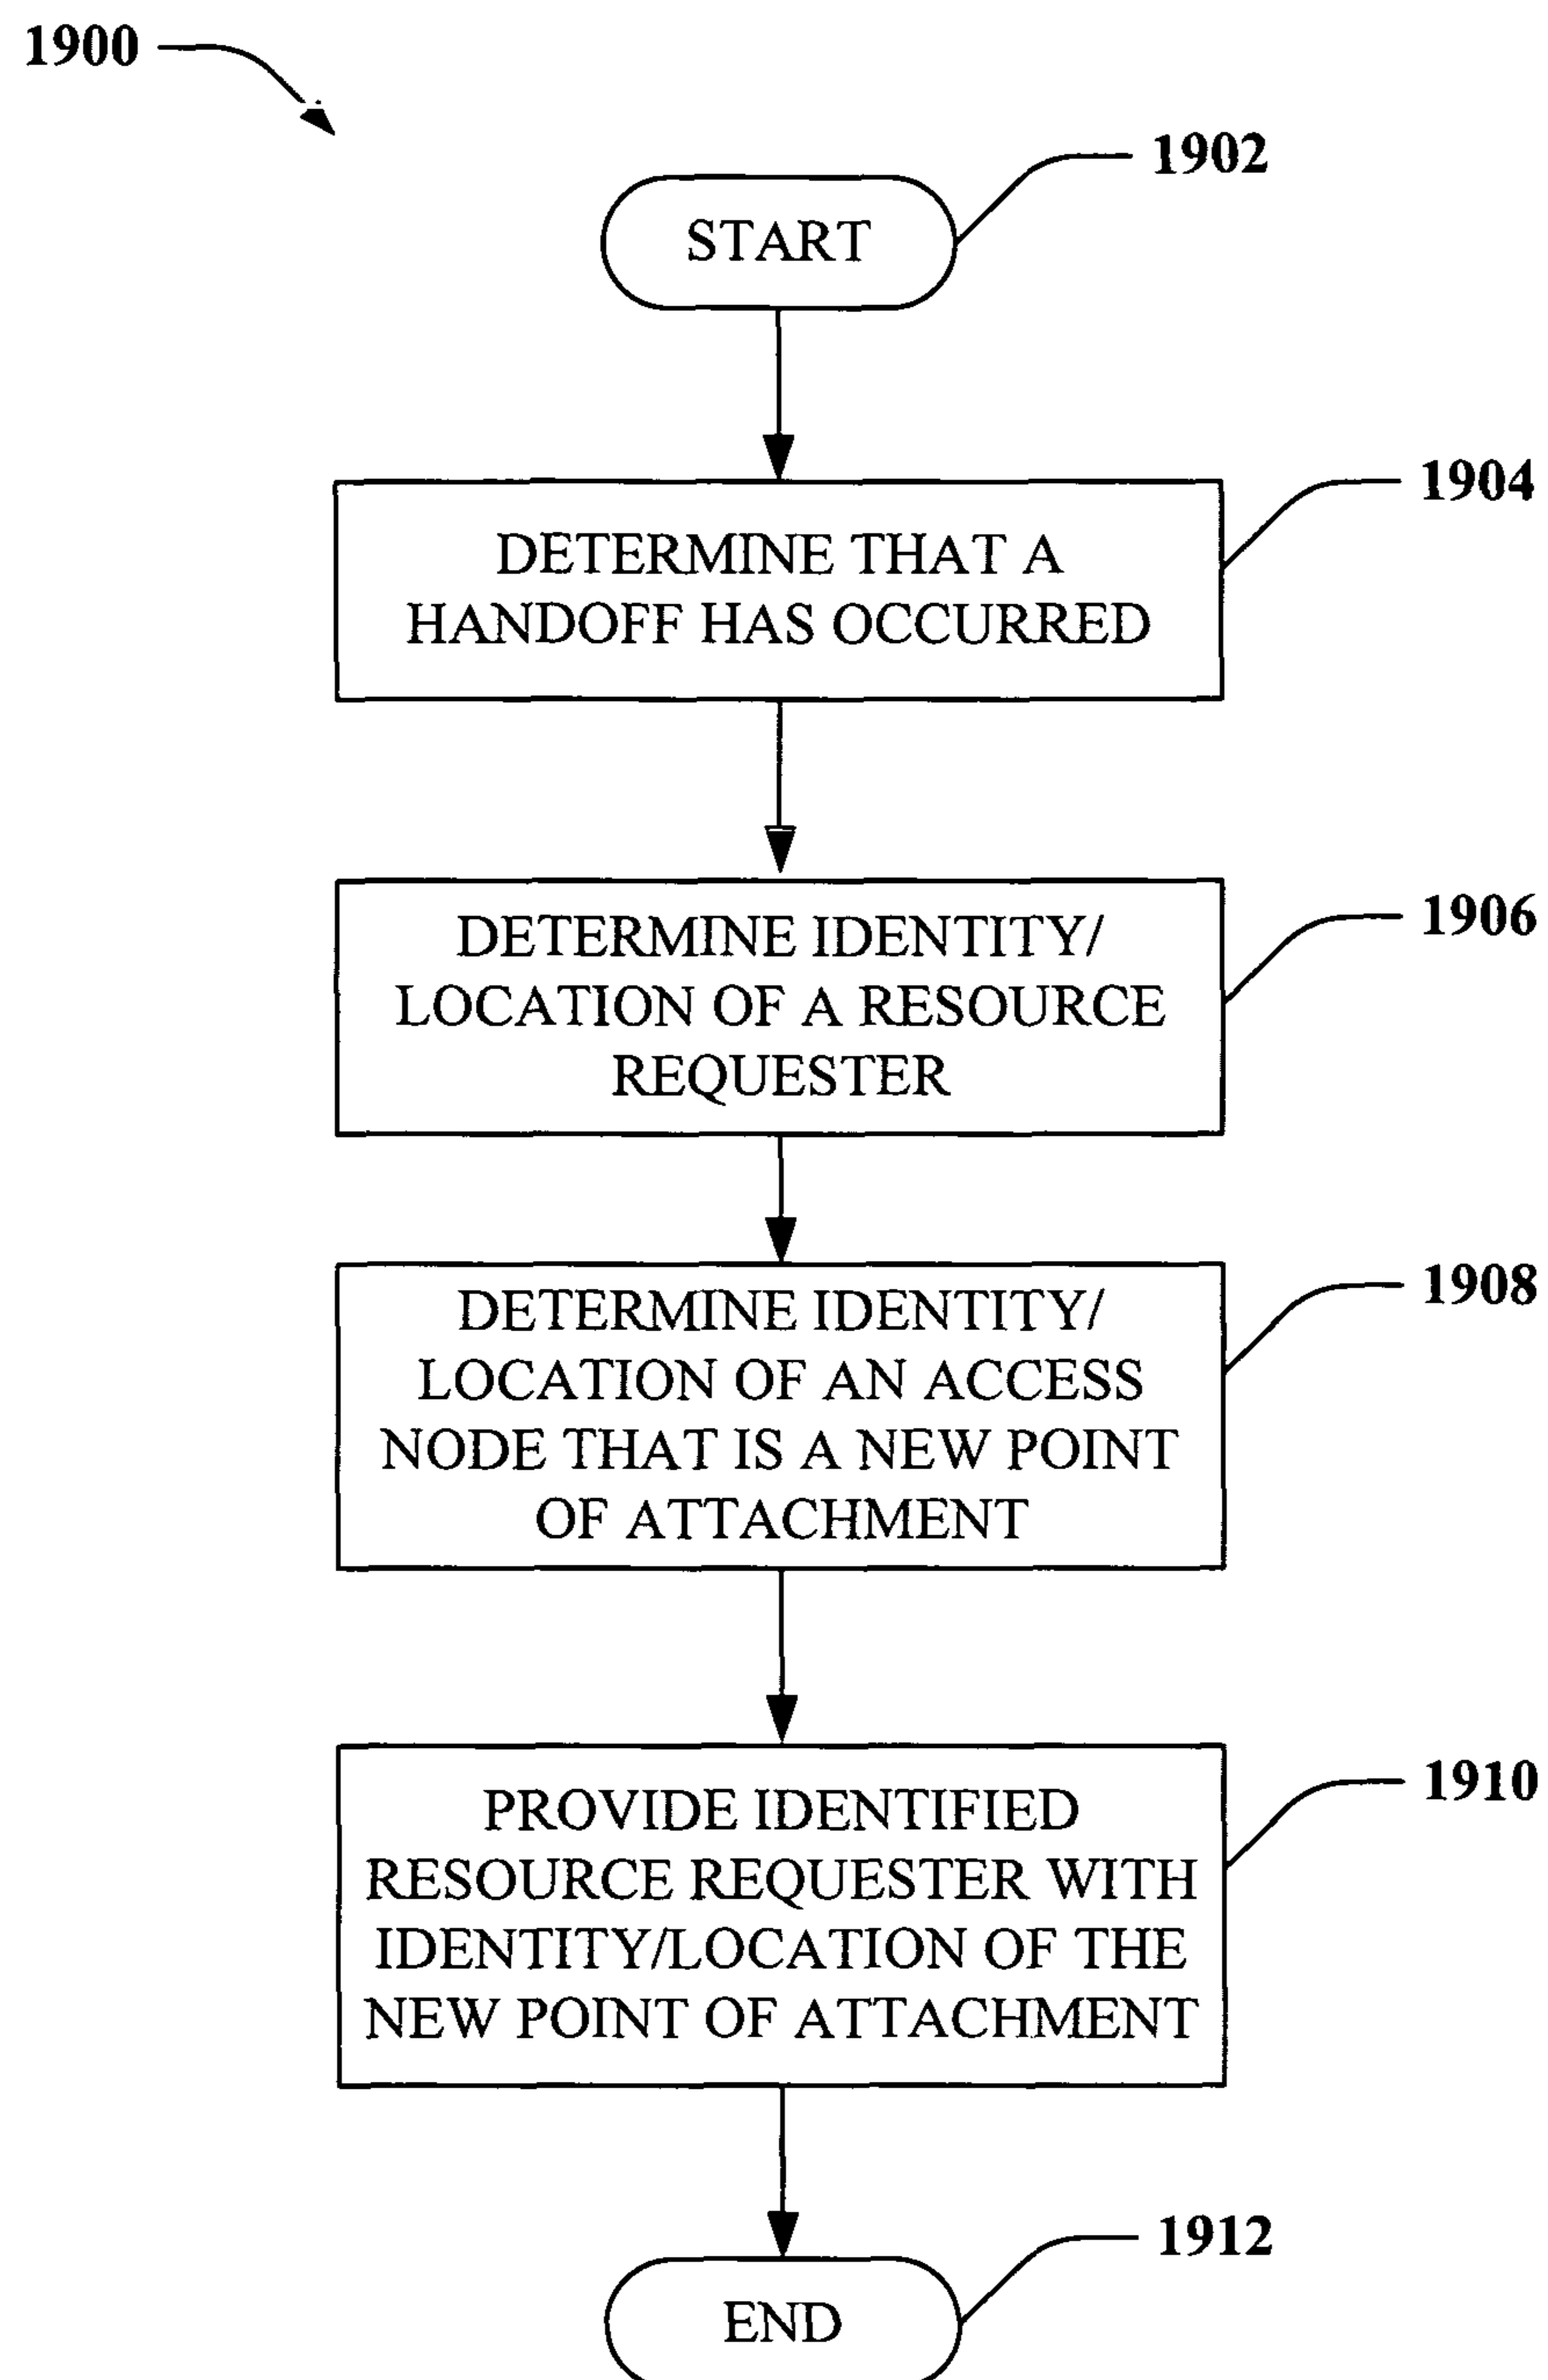 1900
1902
START
1904
DETERMINE THAT A
HANDOFF HAS OCCURRED
1906
DETERMINE IDENTITY/
LOCATION OF A RESOURCE
REQUESTER
1908
DETERMINE IDENTITY/
LOCATION OF AN ACCESS
NODE THAT IS A NEW POINT
OF ATTACHMENT
1910
PROVIDE IDENTIFIED
RESOURCE REQUESTER WITH
IDENTITY/LOCATION OF THE
NEW POINT OF ATTACHMENT
1912
END